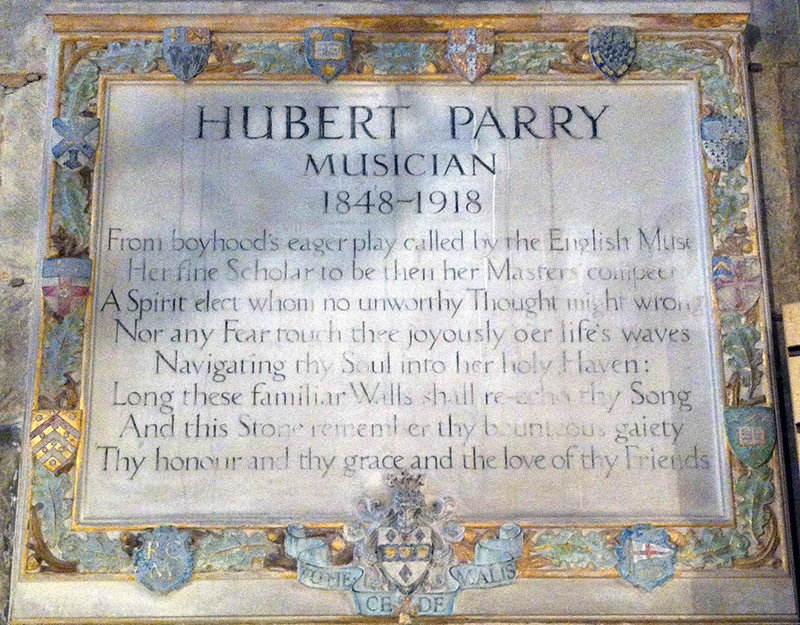 HUBERT PARRY
MUSICIAN
1848–1918
From boyhood's eager play called by the English Muse
Her fine Scholar to be then her Masters' compeer
A Spirit elect whom no unworthy Thought might wrong
Nor any Fear touch thee joyously o'er life's waves
Navigating thy Soul into her holy Haven:
Long these familiar Walls shall re-echo thy Song
And this Stone remember thy bounteous gaiety
Thy honour and thy grace and the love of thy Friends
RC
M
CEDE
MALIS